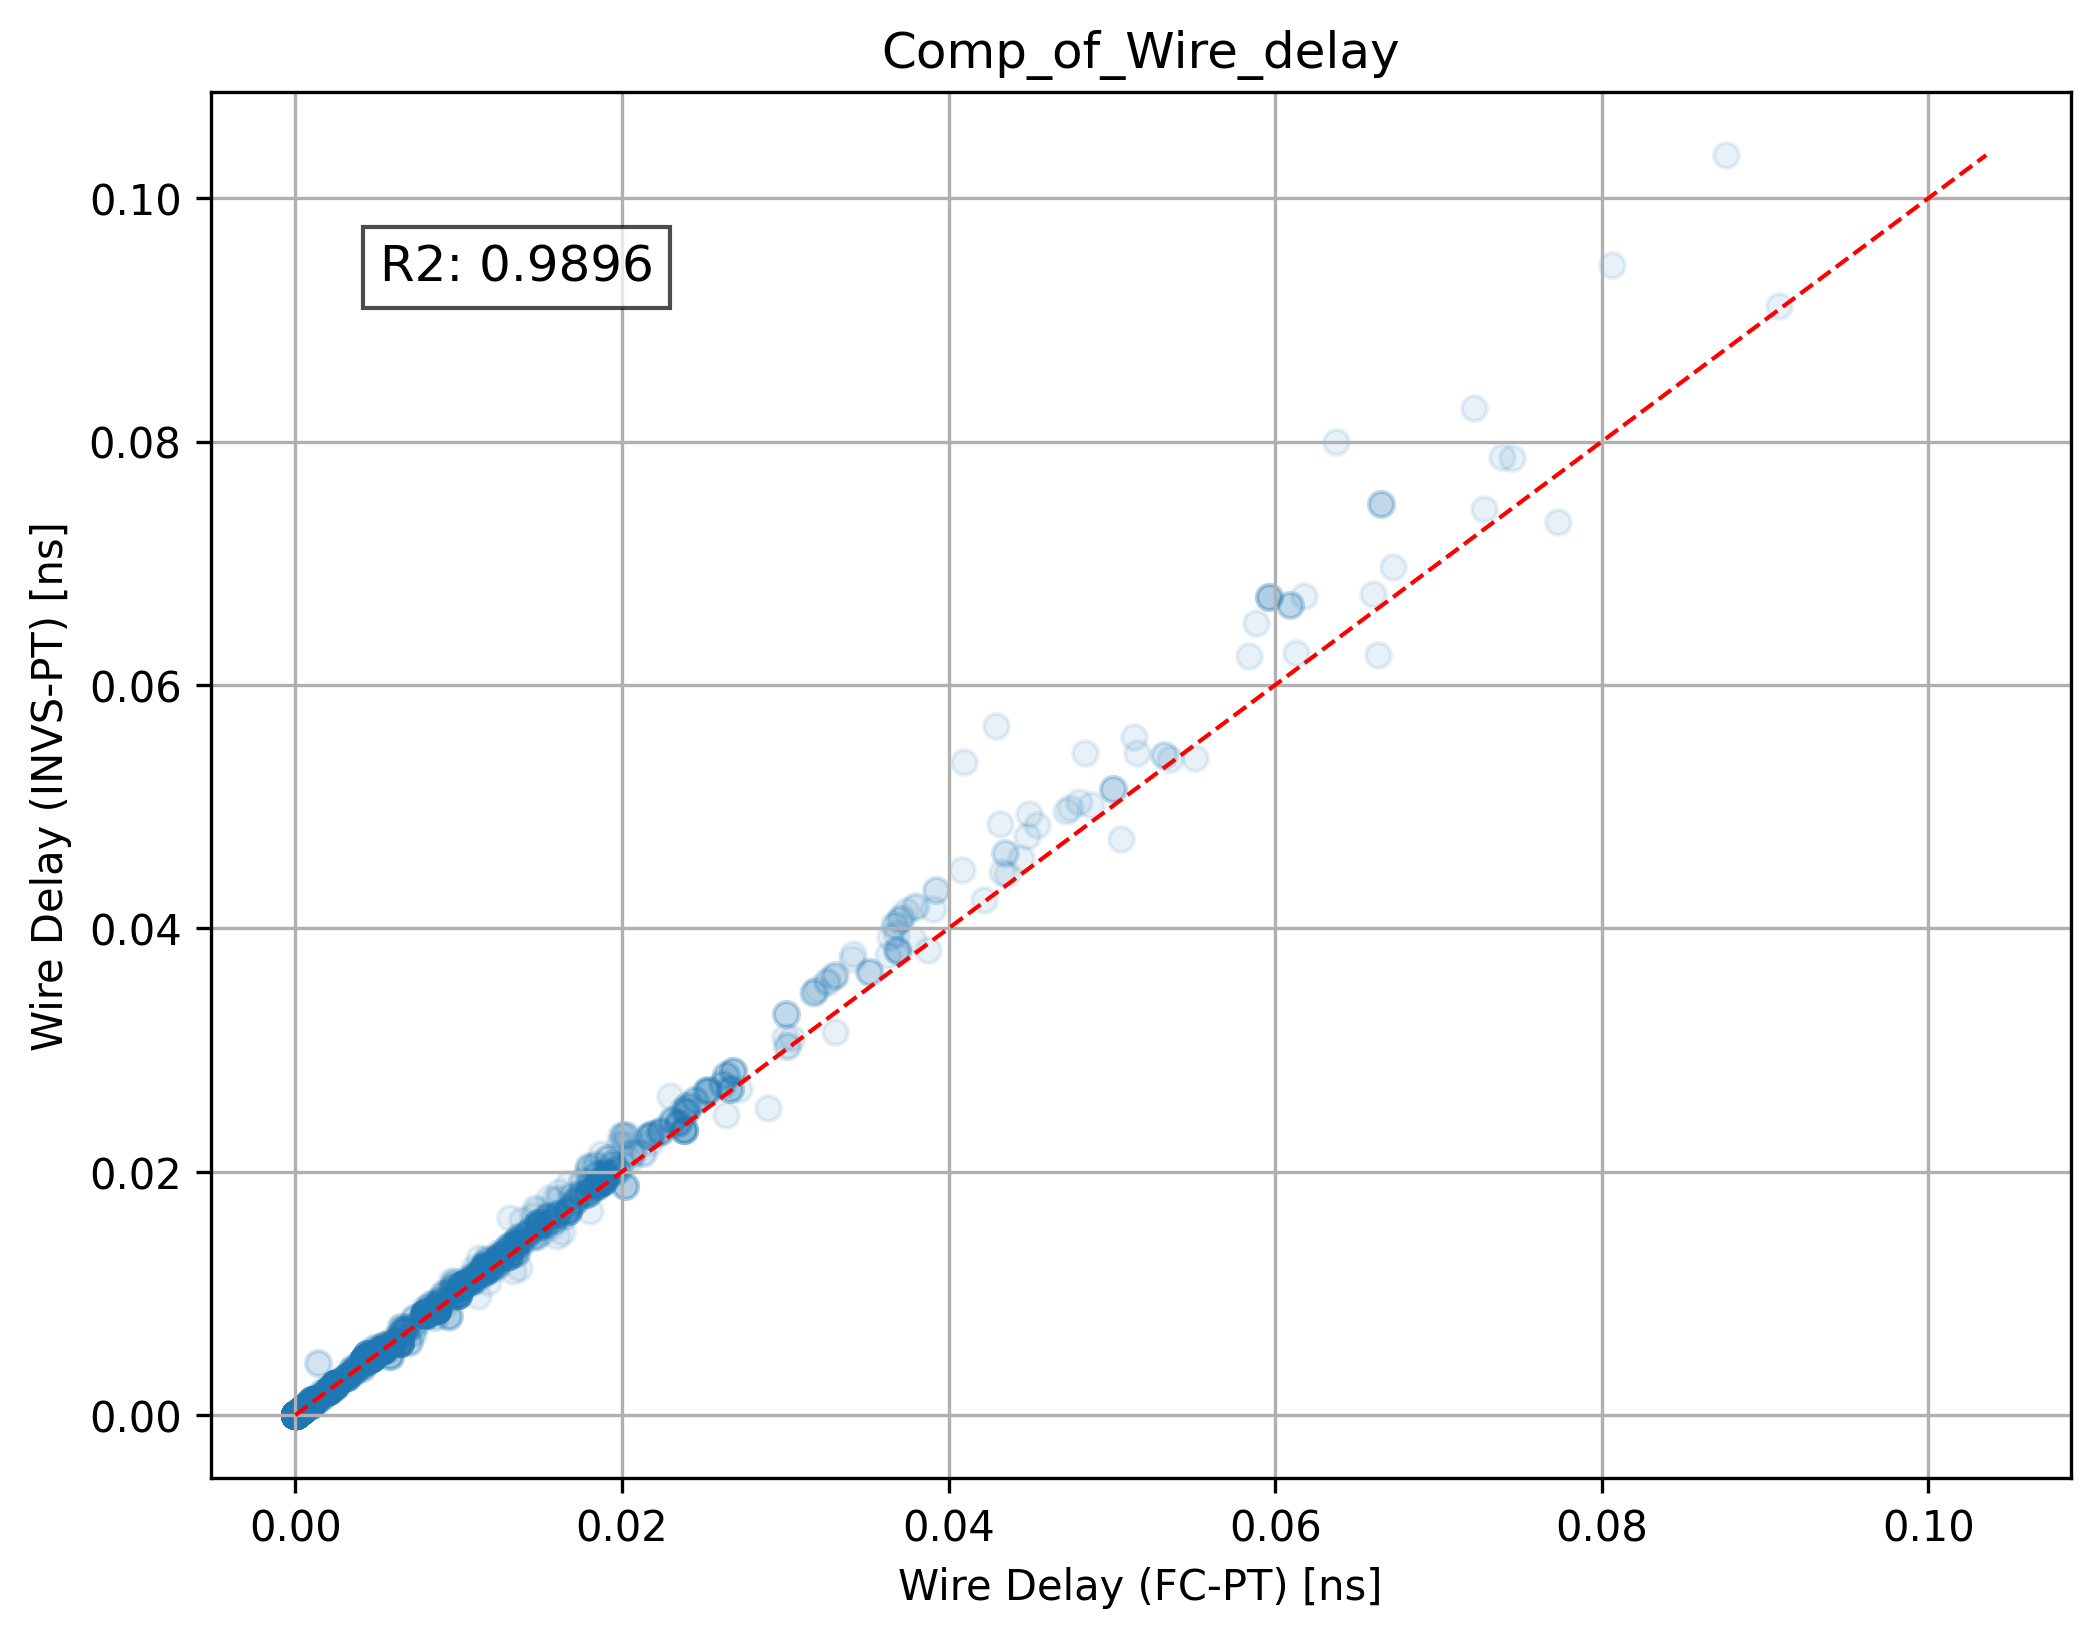 Comp_of_Wire_delay
R2: 0.9896
Wire Delay (INVS-PT) [ns]
0.10
0.08
0.06
0.04
0.02
0.00
0.00 0.02 0.04 0.06 0.08 0.10
Wire Delay (FC-PT) [ns]